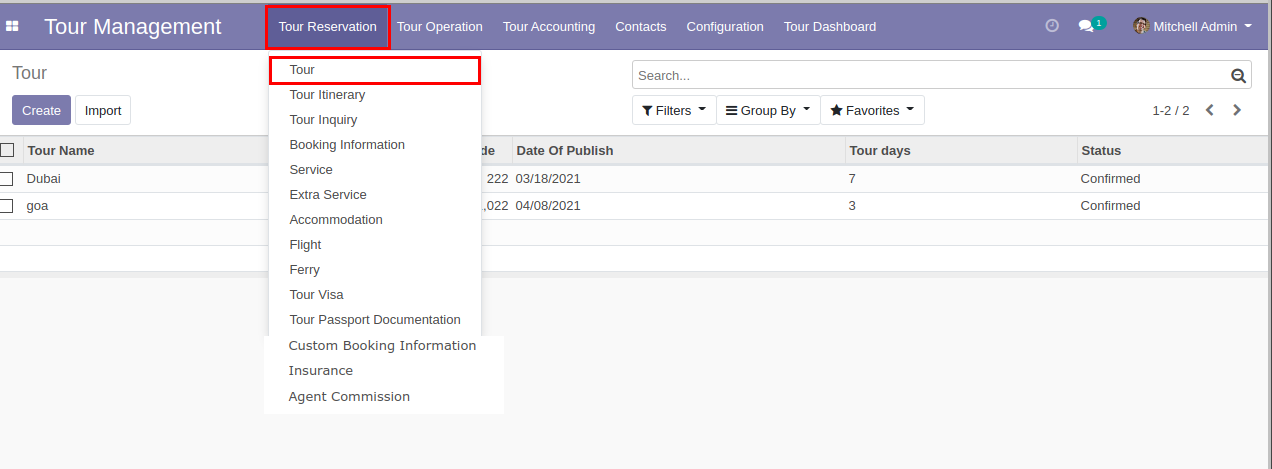 Tour Management Tour Reservation Tour Operation Tour Accounting Contacts Configuration Tour Dashboard 1 Mitchell Admin
Tour
Search...
Create Import
Filters Group By Favorites 1-2 / 2
Tour
Tour Itinerary
Tour Inquiry
Booking Information
Service
Extra Service
Accommodation
Flight
Ferry
Tour Visa
Tour Passport Documentation
Custom Booking Information
Insurance
Agent Commission
Tour Name de Date Of Publish Tour days Status
Dubai 222 03/18/2021 7 Confirmed
goa ,022 04/08/2021 3 Confirmed